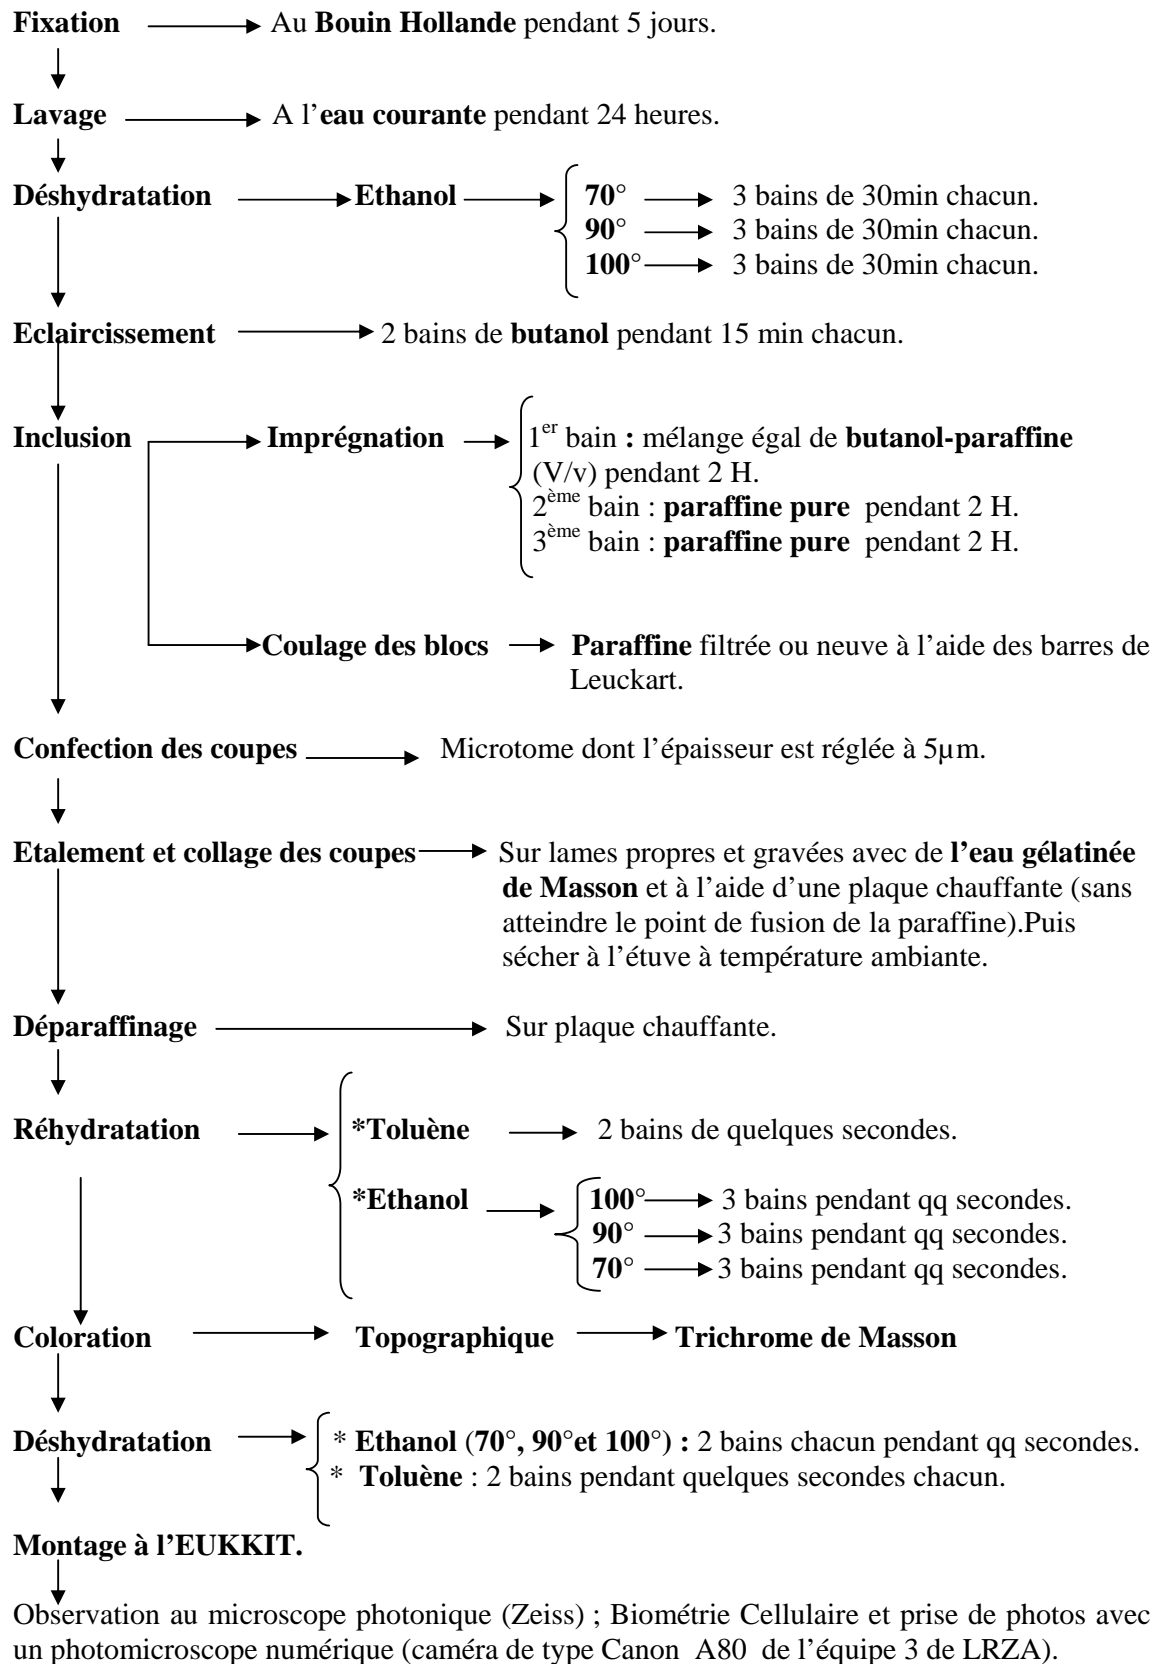 Fixation Au Bouin Hollande pendant 5 jours.
Lavage A l’eau courante pendant 24 heures.
Déshydratation Ethanol 70° 3 bains de 30min chacun.
90° 3 bains de 30min chacun.
100° 3 bains de 30min chacun.
Eclaircissement 2 bains de butanol pendant 15 min chacun.
Inclusion Imprégnation 1er bain : mélange égal de butanol-paraffine
(V/v) pendant 2 H.
2ème bain : paraffine pure pendant 2 H.
3ème bain : paraffine pure pendant 2 H.
Coulage des blocs Paraffine filtrée ou neuve à l’aide des barres de
Leuckart.
Confection des coupes Microtome dont l’épaisseur est réglée à 5µm.
Etalement et collage des coupes Sur lames propres et gravées avec de l’eau gélatinée
de Masson et à l’aide d’une plaque chauffante (sans
atteindre le point de fusion de la paraffine).Puis
sécher à l’étuve à température ambiante.
Déparaffinage Sur plaque chauffante.
Réhydratation *Toluène 2 bains de quelques secondes.
*Ethanol 100° 3 bains pendant qq secondes.
90° 3 bains pendant qq secondes.
70° 3 bains pendant qq secondes.
Coloration Topographique Trichrome de Masson
Déshydratation * Ethanol (70°, 90°et 100°) : 2 bains chacun pendant qq secondes.
* Toluène : 2 bains pendant quelques secondes chacun.
Montage à l’EUKKIT.
Observation au microscope photonique (Zeiss) ; Biométrie Cellulaire et prise de photos avec
un photomicroscope numérique (caméra de type Canon A80 de l’équipe 3 de LRZA).